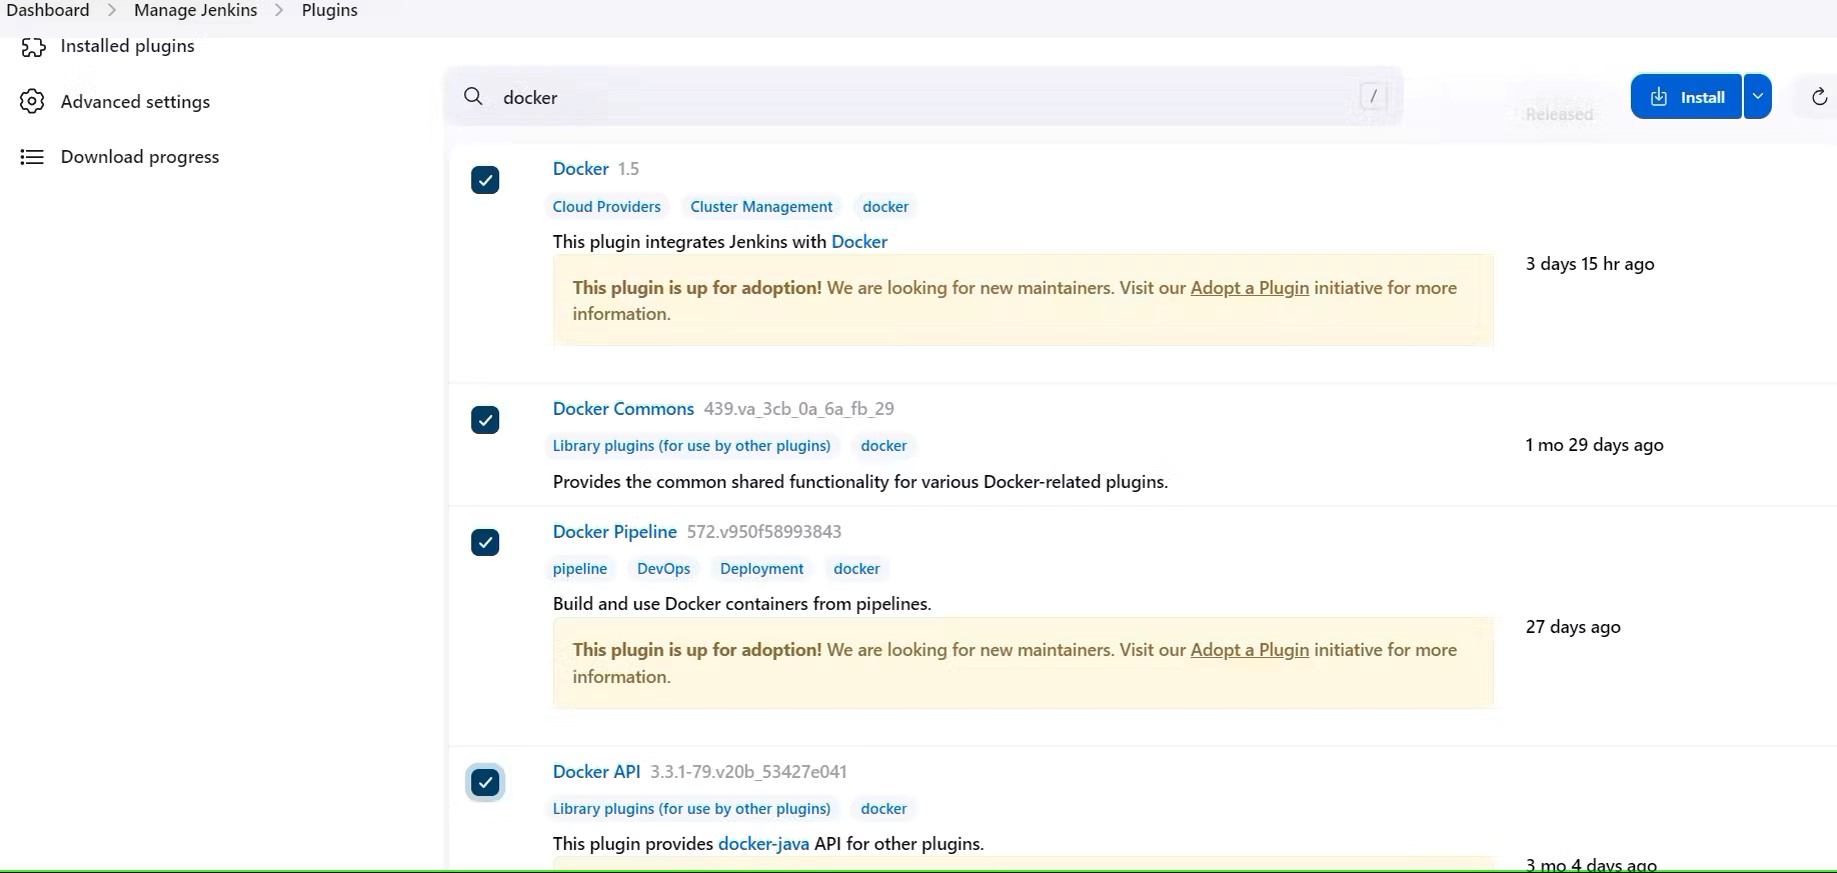 Dashboard > Manage Jenkins > Plugins
Installed plugins
Advanced settings
Download progress
docker /
Released
Install
Docker 1.5
Cloud Providers Cluster Management docker
This plugin integrates Jenkins with Docker
This plugin is up for adoption! We are looking for new maintainers. Visit our Adopt a Plugin initiative for more
information.
3 days 15 hr ago
Docker Commons 439.va_3cb_0a_6a_fb_29
Library plugins (for use by other plugins) docker
Provides the common shared functionality for various Docker-related plugins.
1 mo 29 days ago
Docker Pipeline 572.v950f58993843
pipeline DevOps Deployment docker
Build and use Docker containers from pipelines.
This plugin is up for adoption! We are looking for new maintainers. Visit our Adopt a Plugin initiative for more
information.
27 days ago
Docker API 3.3.1-79.v20b_53427e041
Library plugins (for use by other plugins) docker
This plugin provides docker-java API for other plugins.
3 mo 4 days ago